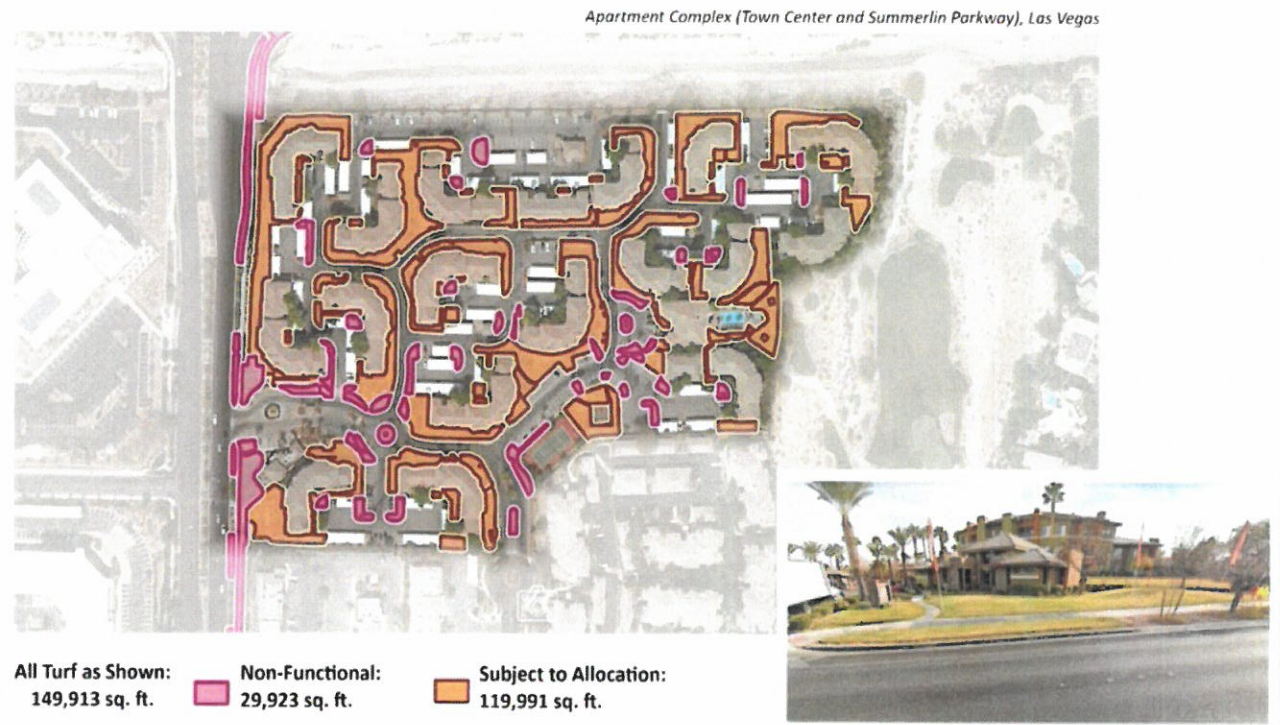 Apartment Complex (Town Center and Summerlin Parkway), Las Vegas
All Turf as Shown:
149,913 sq. ft.
Non-Functional:
29,923 sq. ft.
Subject to Allocation:
119,991 sq. ft.